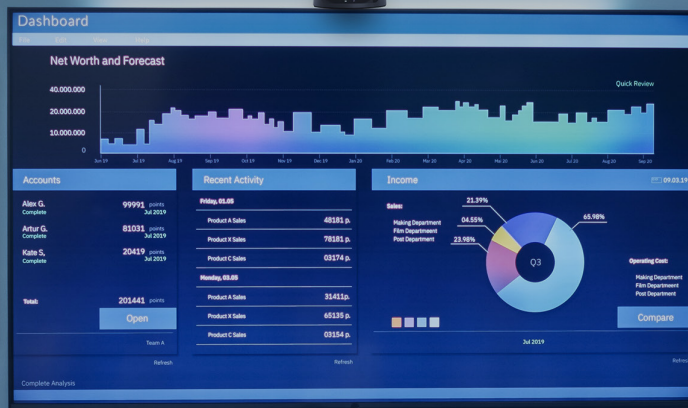 Dashboard
Net Worth and Forecast
Quick Review
40.000.000
20.000.000
10.000.000
0
Jun 19 Jul 19 Aug 19 Sep 19 Oct 19 Nov 19 Dec 19 Jan 20 Feb 20 Mar 20 Apr 20 May 20 Jun 20 Jul 20 Aug 20 Sep 20
Accounts
Alex G. 99991 points
Complete Jul 2019
Artur G. 81031 points
Complete Jul 2019
Kate S, 20419 points
Complete Jul 2019
Total: 201441 points
Open
Team A
Refresh
Recent Activity
Friday, 01.05
Product A Sales 48181 p.
Product X Sales 78181 p.
Product C Sales 03174 p.
Monday, 03.05
Product A Sales 31411p.
Product X Sales 65135 p.
Product C Sales 03154 p.
Refresh
Income
09.03.19
Sales:
Making Department
Film Departmeent
Post Department
21.39%
04.55%
23.98%
65.98%
Q3
Operating Cost:
Making Department
Film Department
Post Department
Compare
Jul 2019
Complete Analysis